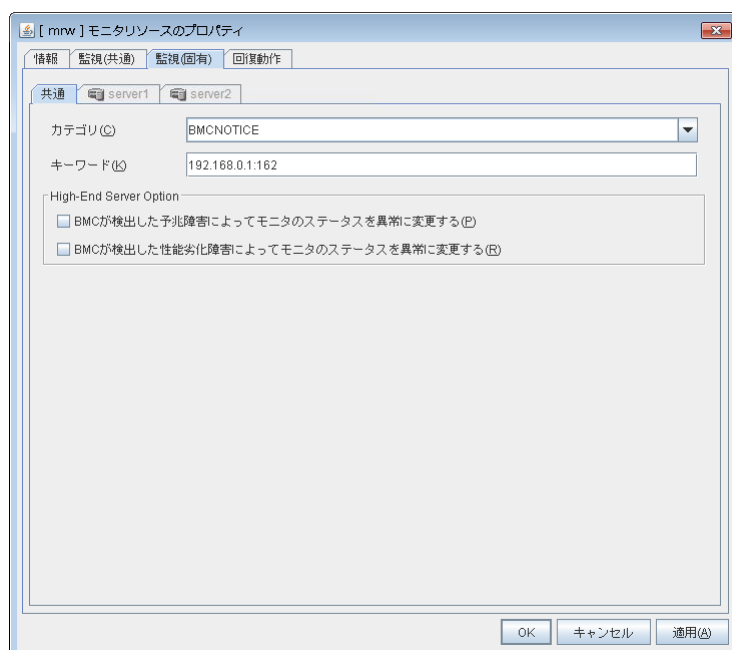 [ mrw ] モニタリソースのプロパティ
情報 監視(共通) 監視(固有) 回復動作
共通 server1 server2
カテゴリ(C) BMCNOTICE
キーワード(K) 192.168.0.1:162
High-End Server Option
BMCが検出した予兆障害によってモニタのステータスを異常に変更する(P)
BMCが検出した性能劣化障害によってモニタのステータスを異常に変更する(R)
OK キャンセル 適用(A)